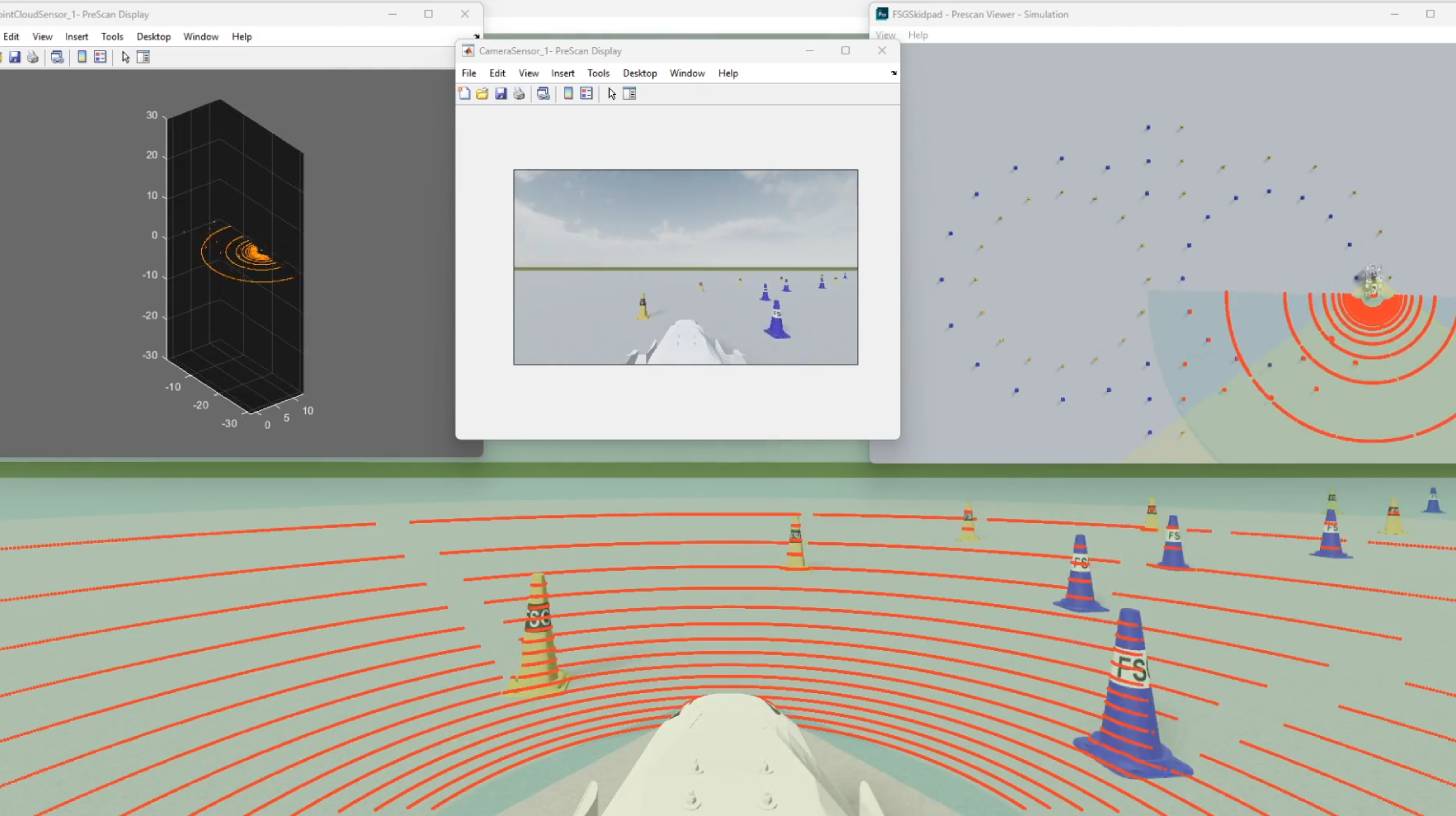 ointCloudSensor_1- PreScan Display
Edit View Insert Tools Desktop Window Help
30
20
10
0
-10
-20
-30
-10
-20
-30
0
5
10
CameraSensor_1- PreScan Display
File Edit View Insert Tools Desktop Window Help
FS
FSGSkidpad - Prescan Viewer - Simulation
View Help
FS
FS
FS
FS